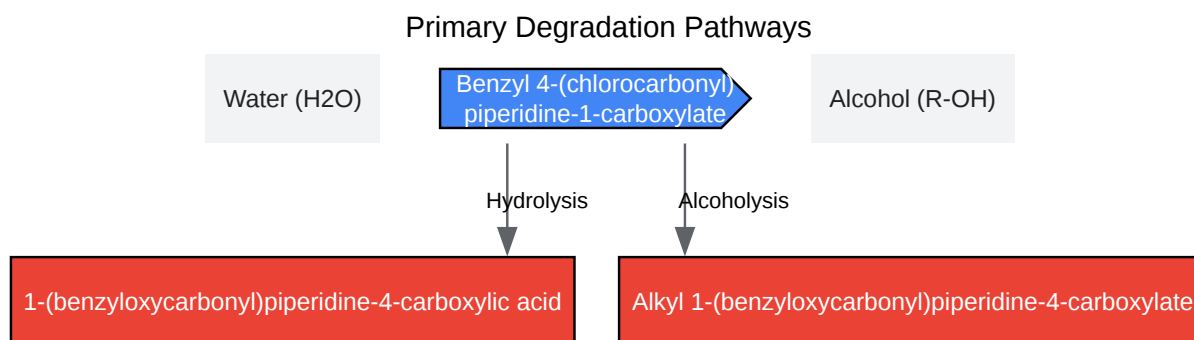 Primary Degradation Pathways
Water (H2O)
Benzyl 4-(chlorocarbonyl)
piperidine-1-carboxylate
Alcohol (R-OH)
Hydrolysis
Alcoholysis
1-(benzyloxycarbonyl)piperidine-4-carboxylic acid
Alkyl 1-(benzyloxycarbonyl)piperidine-4-carboxylate